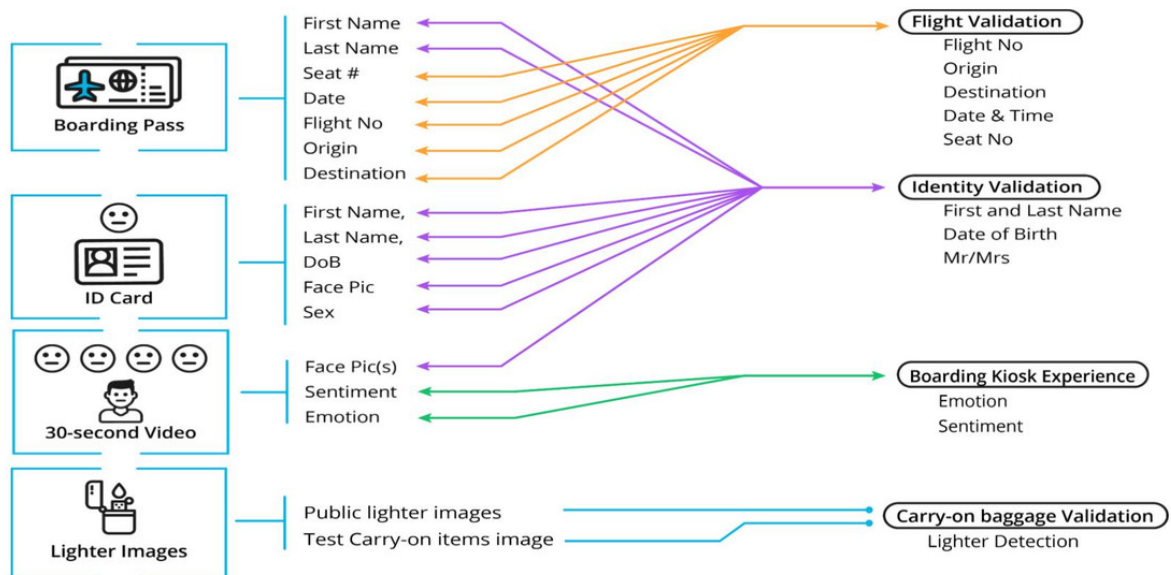 Boarding Pass
First Name
Last Name
Seat #
Date
Flight No
Origin
Destination
Flight Validation
Flight No
Origin
Destination
Date & Time
Seat No
ID Card
First Name,
Last Name,
DoB
Face Pic
Sex
Identity Validation
First and Last Name
Date of Birth
Mr/Mrs
30-second Video
Face Pic(s)
Sentiment
Emotion
Boarding Kiosk Experience
Emotion
Sentiment
Lighter Images
Public lighter images
Test Carry-on items image
Carry-on baggage Validation
Lighter Detection